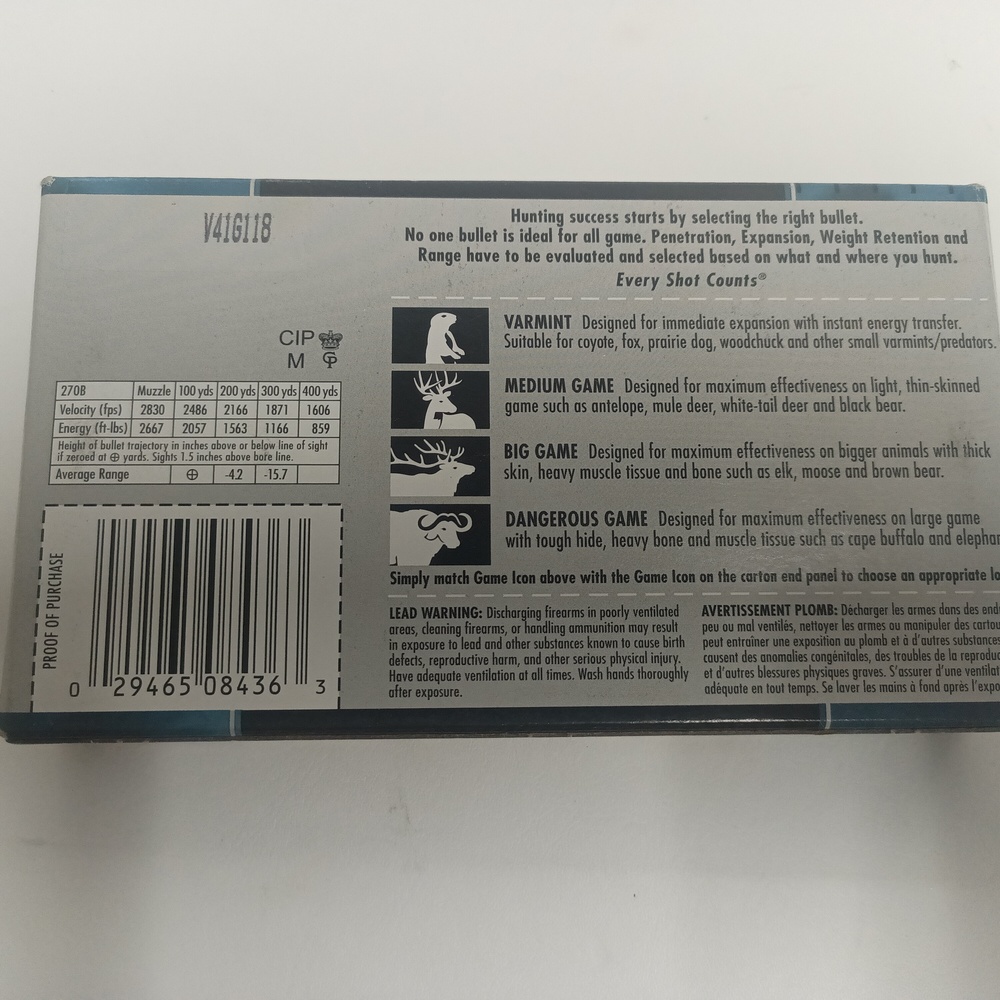 V41G118
CIP
M GP
270B Muzzle 100 yds 200 yds 300 yds 400 yds
Velocity (fps) 2830 2486 2166 1871 1606
Energy (ft-lbs) 2667 2057 1563 1166 859
Height of bullet trajectory in inches above or below line of sight
if zeroed at ⊕ yards. Sights 1.5 inches above bore line.
Average Range ⊕ -4.2 -15.7
PROOF OF PURCHASE
0 29465 08436 3
Hunting success starts by selecting the right bullet.
No one bullet is ideal for all game. Penetration, Expansion, Weight Retention and
Range have to be evaluated and selected based on what and where you hunt.
Every Shot Counts®
VARMINT Designed for immediate expansion with instant energy transfer.
Suitable for coyote, fox, prairie dog, woodchuck and other small varmints/predators.
MEDIUM GAME Designed for maximum effectiveness on light, thin-skinned
game such as antelope, mule deer, white-tail deer and black bear.
BIG GAME Designed for maximum effectiveness on bigger animals with thick
skin, heavy muscle tissue and bone such as elk, moose and brown bear.
DANGEROUS GAME Designed for maximum effectiveness on large game
with tough hide, heavy bone and muscle tissue such as cape buffalo and elephan
Simply match Game Icon above with the Game Icon on the carton end panel to choose an appropriate lo
LEAD WARNING: Discharging firearms in poorly ventilated
areas, cleaning firearms, or handling ammunition may result
in exposure to lead and other substances known to cause birth
defects, reproductive harm, and other serious physical injury.
Have adequate ventilation at all times. Wash hands thoroughly
after exposure.
AVERTISSEMENT PLOMB: Décharger les armes dans des end
peu ou mal ventilés, nettoyer les armes ou manipuler des cartou
peut entraîner une exposition au plomb et à d'autres substances
causent des anomalies congénitales, des troubles de la reproduc
et d'autres blessures physiques graves. S'assurer d'une ventilat
adéquate en tout temps. Se laver les mains à fond après l'expo